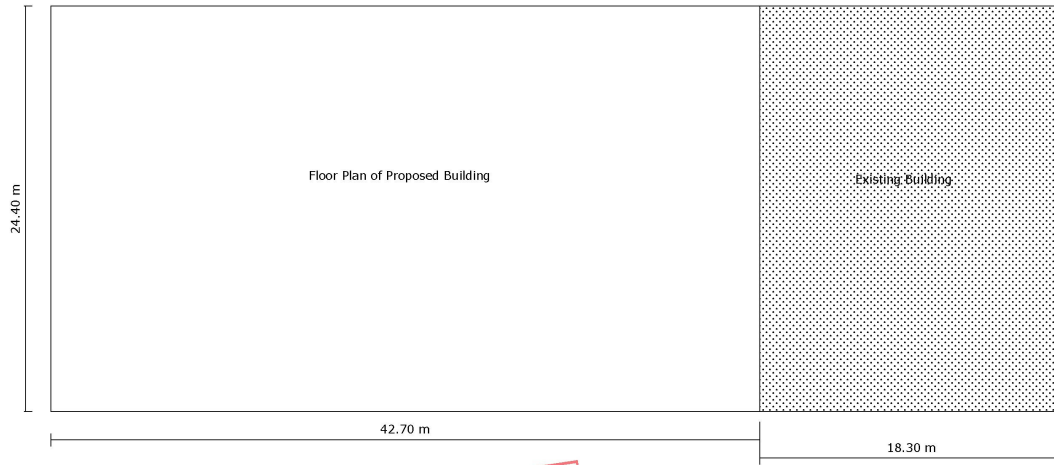 Floor Plan of Proposed Building
Existing Building
24.40 m
42.70 m
18.30 m